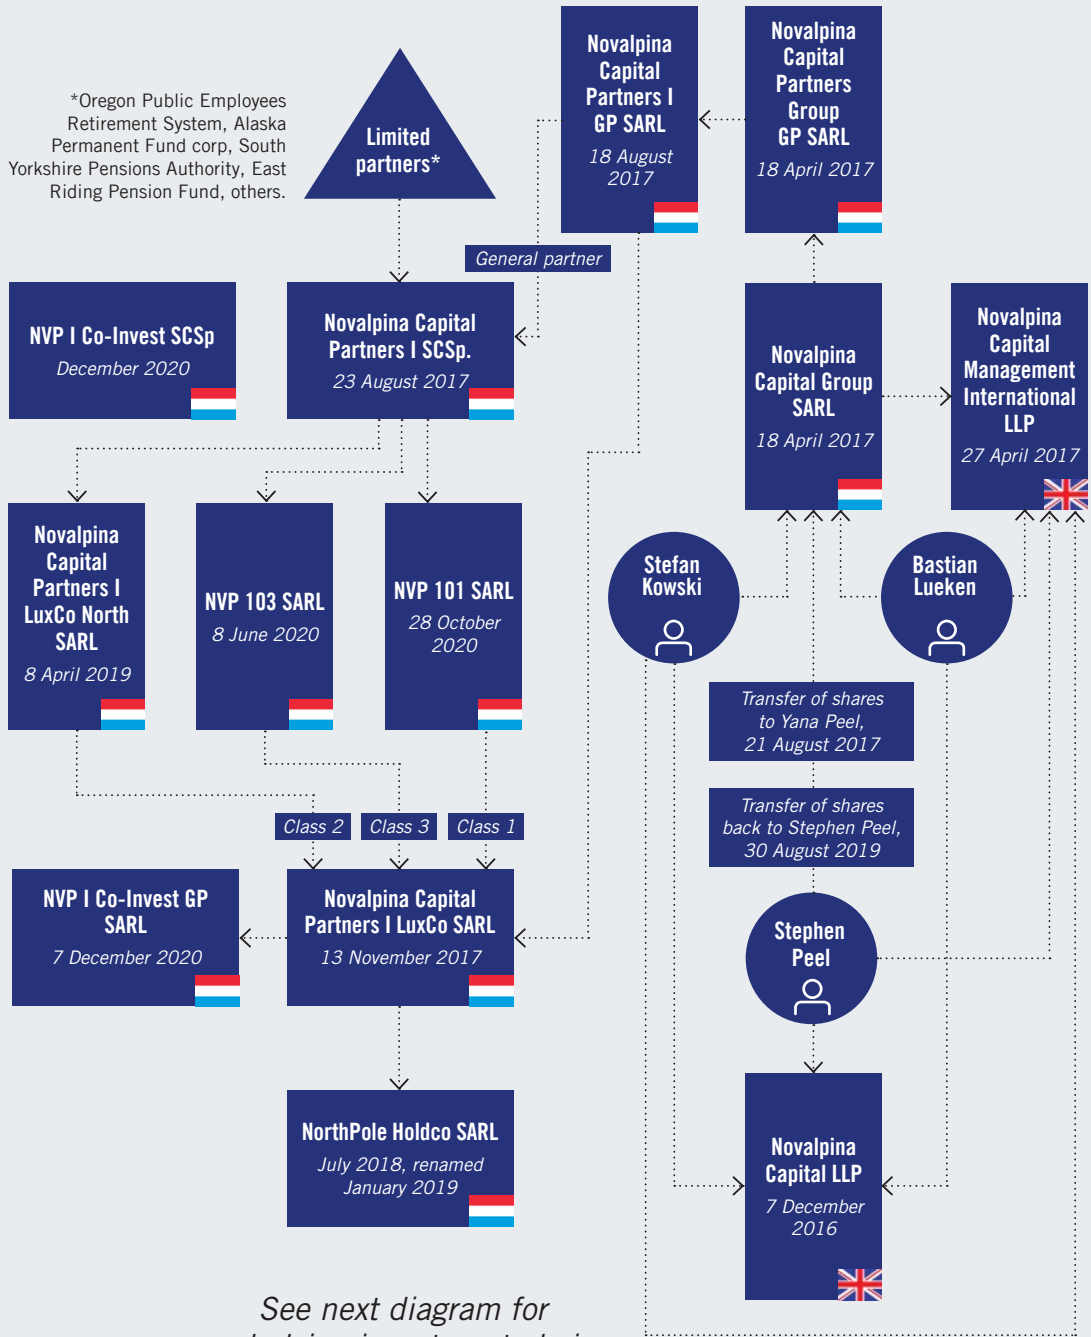 *Oregon Public Employees
Retirement System, Alaska
Permanent Fund corp, South
Yorkshire Pensions Authority, East
Riding Pension Fund, others.
Limited
partners*
Novalpina
Capital
Partners I
GP SARL
18 August
2017
Novalpina
Capital
Partners
Group
GP SARL
18 April 2017
General partner
NVP I Co-Invest SCSp
December 2020
Novalpina Capital
Partners I SCSp.
23 August 2017
Novalpina
Capital Group
SARL
18 April 2017
Novalpina
Capital
Management
International
LLP
27 April 2017
Novalpina
Capital
Partners I
LuxCo North
SARL
8 April 2019
NVP 103 SARL
8 June 2020
NVP 101 SARL
28 October
2020
Stefan
Kowski
Bastian
Lueken
Transfer of shares
to Yana Peel,
21 August 2017
Transfer of shares
back to Stephen Peel,
30 August 2019
Class 2
Class 3
Class 1
NVP I Co-Invest GP
SARL
7 December 2020
Novalpina Capital
Partners I LuxCo SARL
13 November 2017
Stephen
Peel
NorthPole Holdco SARL
July 2018, renamed
January 2019
Novalpina
Capital LLP
7 December
2016
See next diagram for